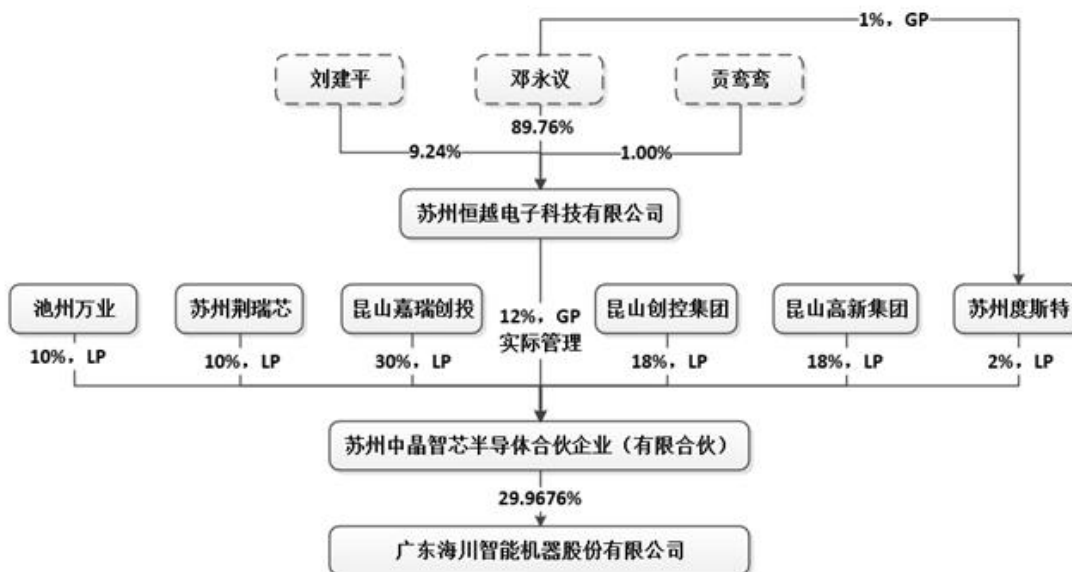 1%，GP
刘建平
邓永议
贡鸾鸾
89.76%
9.24%
1.00%
苏州恒越电子科技有限公司
池州万业
苏州荆瑞芯
昆山嘉瑞创投
12%，GP
实际管理
昆山创控集团
昆山高新集团
苏州度斯特
10%，LP
10%，LP
30%，LP
18%，LP
18%，LP
2%，LP
苏州中晶智芯半导体合伙企业（有限合伙）
29.9676%
广东海川智能机器股份有限公司